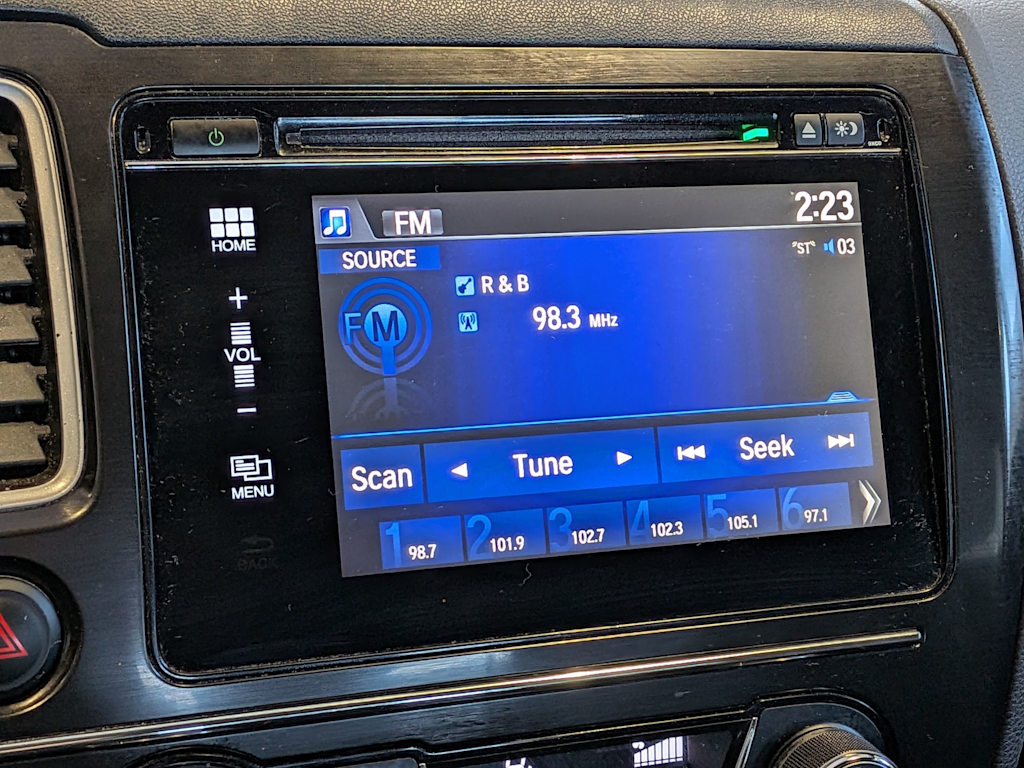 FM
2:23
HOME
SOURCE
"ST" 03
R & B
FM
98.3 MHz
+
VOL
−
Scan
Tune
Seek
MENU
1 98.7
2 101.9
3 102.7
4 102.3
5 105.1
6 97.1
BACK